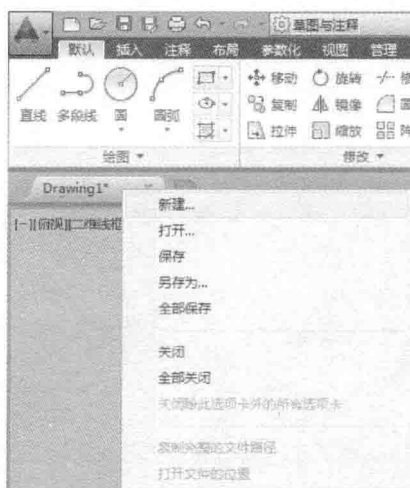 草图与注释
默认 插入 注释 布局 参数化 视图 管理
直线 多段线 圆 圆弧
移动 旋转
复制 镜像
拉伸 缩放
绘图 修改
Drawing1*
[-][俯视][二维线框
新建...
打开...
保存
另存为...
全部保存
关闭
全部关闭
关闭除此选项卡外的所有选项卡
复制完整的文件路径
打开文件的位置